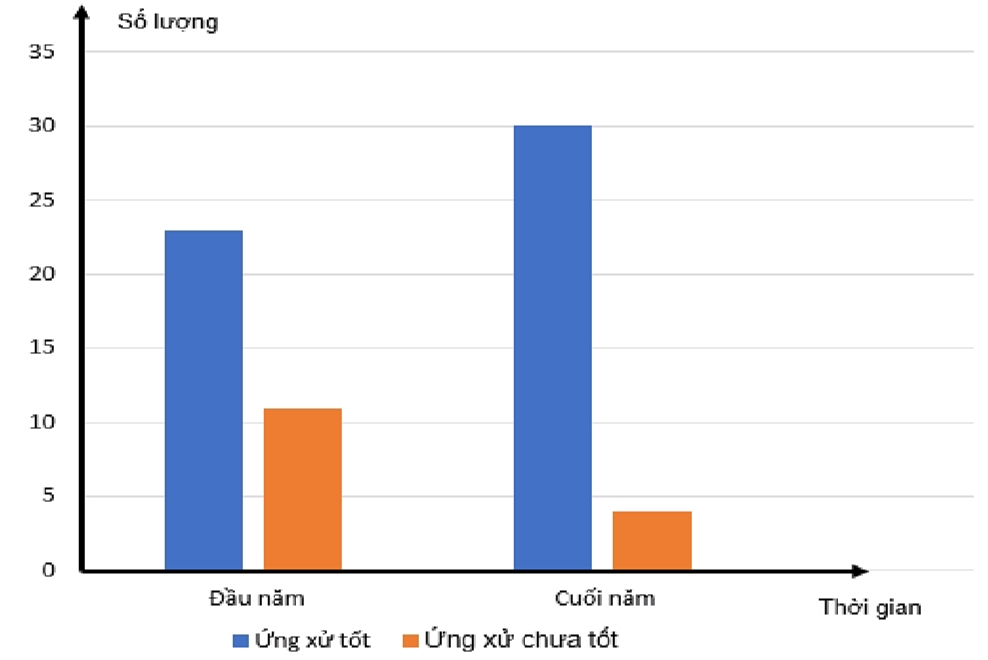 Số lượng
35
30
25
20
15
10
5
0
Đầu năm
Cuối năm
Thời gian
Ứng xử tốt
Ứng xử chưa tốt